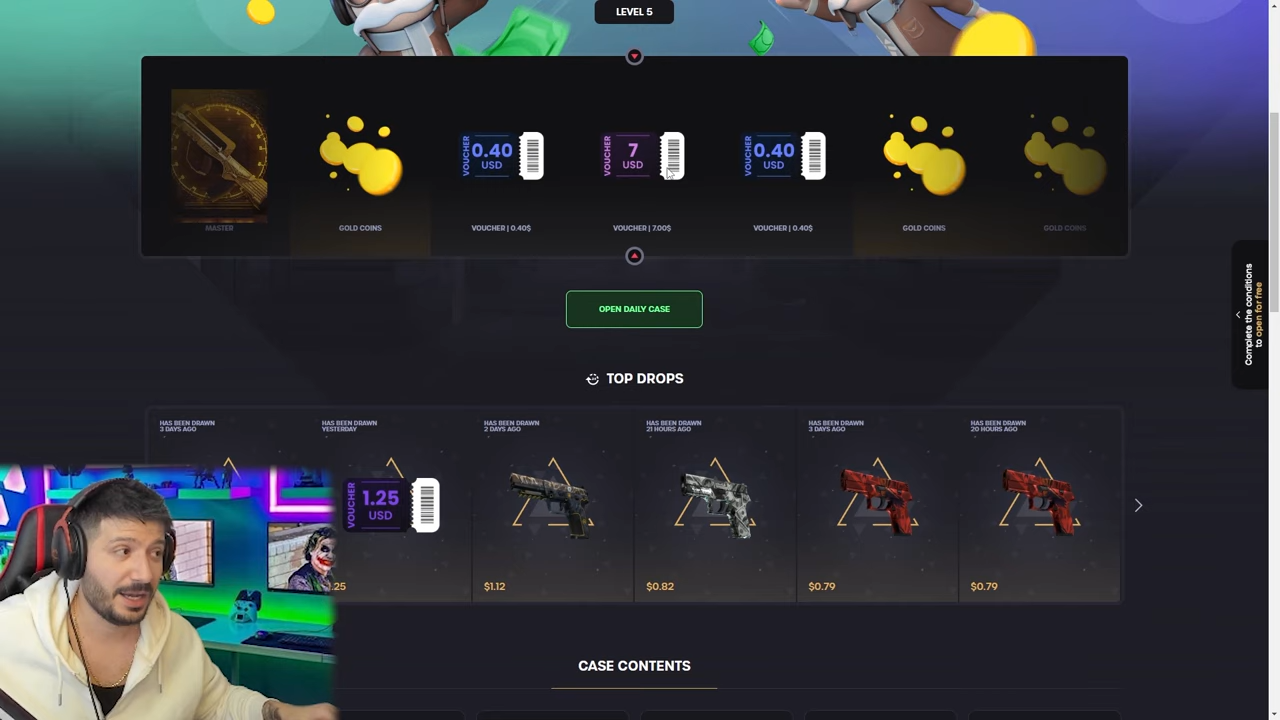 LEVEL 5
VOUCHER
0.40
USD
VOUCHER
7
USD
VOUCHER
0.40
USD
MASTER
GOLD COINS
VOUCHER | 0.40$
VOUCHER | 7.00$
VOUCHER | 0.40$
GOLD COINS
GOLD COINS
OPEN DAILY CASE
Complete the conditions
to open for free
TOP DROPS
HAS BEEN DRAWN
3 DAYS AGO
HAS BEEN DRAWN
YESTERDAY
HAS BEEN DRAWN
2 DAYS AGO
HAS BEEN DRAWN
21 HOURS AGO
HAS BEEN DRAWN
3 DAYS AGO
HAS BEEN DRAWN
20 HOURS AGO
VOUCHER
1.25
USD
.25
$1.12
$0.82
$0.79
$0.79
CASE CONTENTS